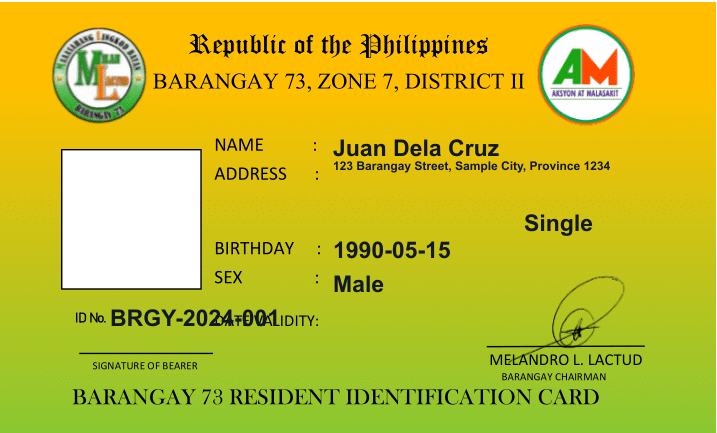 Republic of the Philippines
BARANGAY 73, ZONE 7, DISTRICT II
MAMAMAYANG LINGKOD BAYAN
MELAN
LACTUD
ML
BARANGAY 73
AM
AKSYON AT MALASAKIT
NAME : Juan Dela Cruz
ADDRESS : 123 Barangay Street, Sample City, Province 1234
Single
BIRTHDAY : 1990-05-15
SEX : Male
ID No. BRGY-2024-001
DATE VALIDITY:
SIGNATURE OF BEARER
MELANDRO L. LACTUD
BARANGAY CHAIRMAN
BARANGAY 73 RESIDENT IDENTIFICATION CARD